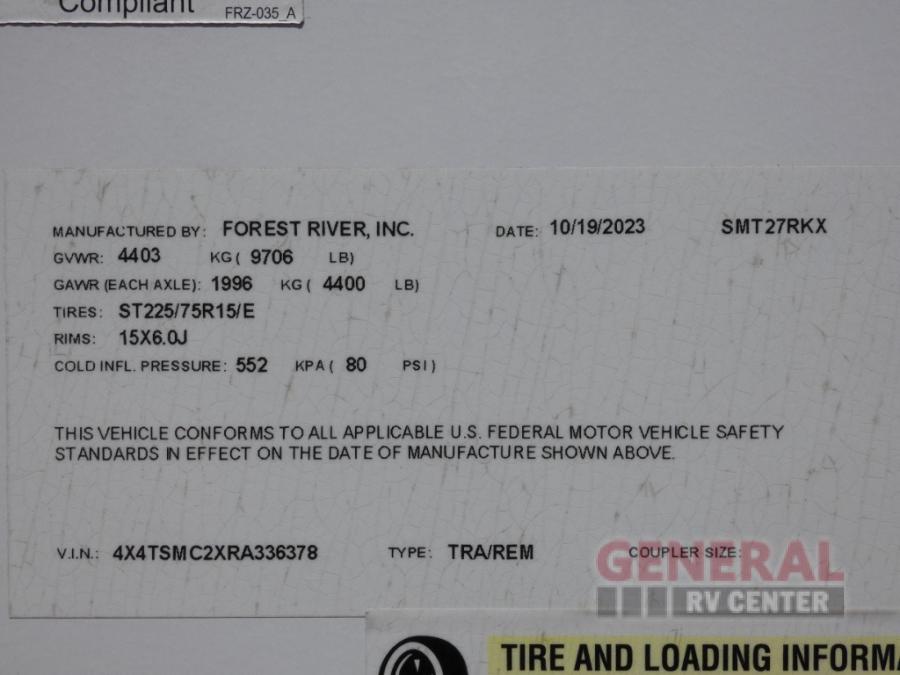 Compliant FRZ-035_A
MANUFACTURED BY: FOREST RIVER, INC. DATE: 10/19/2023 SMT27RKX
GVWR: 4403 KG ( 9706 LB)
GAWR (EACH AXLE): 1996 KG ( 4400 LB)
TIRES: ST225/75R15/E
RIMS: 15X6.0J
COLD INFL. PRESSURE: 552 KPA ( 80 PSI )
THIS VEHICLE CONFORMS TO ALL APPLICABLE U.S. FEDERAL MOTOR VEHICLE SAFETY
STANDARDS IN EFFECT ON THE DATE OF MANUFACTURE SHOWN ABOVE.
V.I.N.: 4X4TSMC2XRA336378 TYPE: TRA/REM COUPLER SIZE:
GENERAL
RV CENTER
TIRE AND LOADING INFORMA